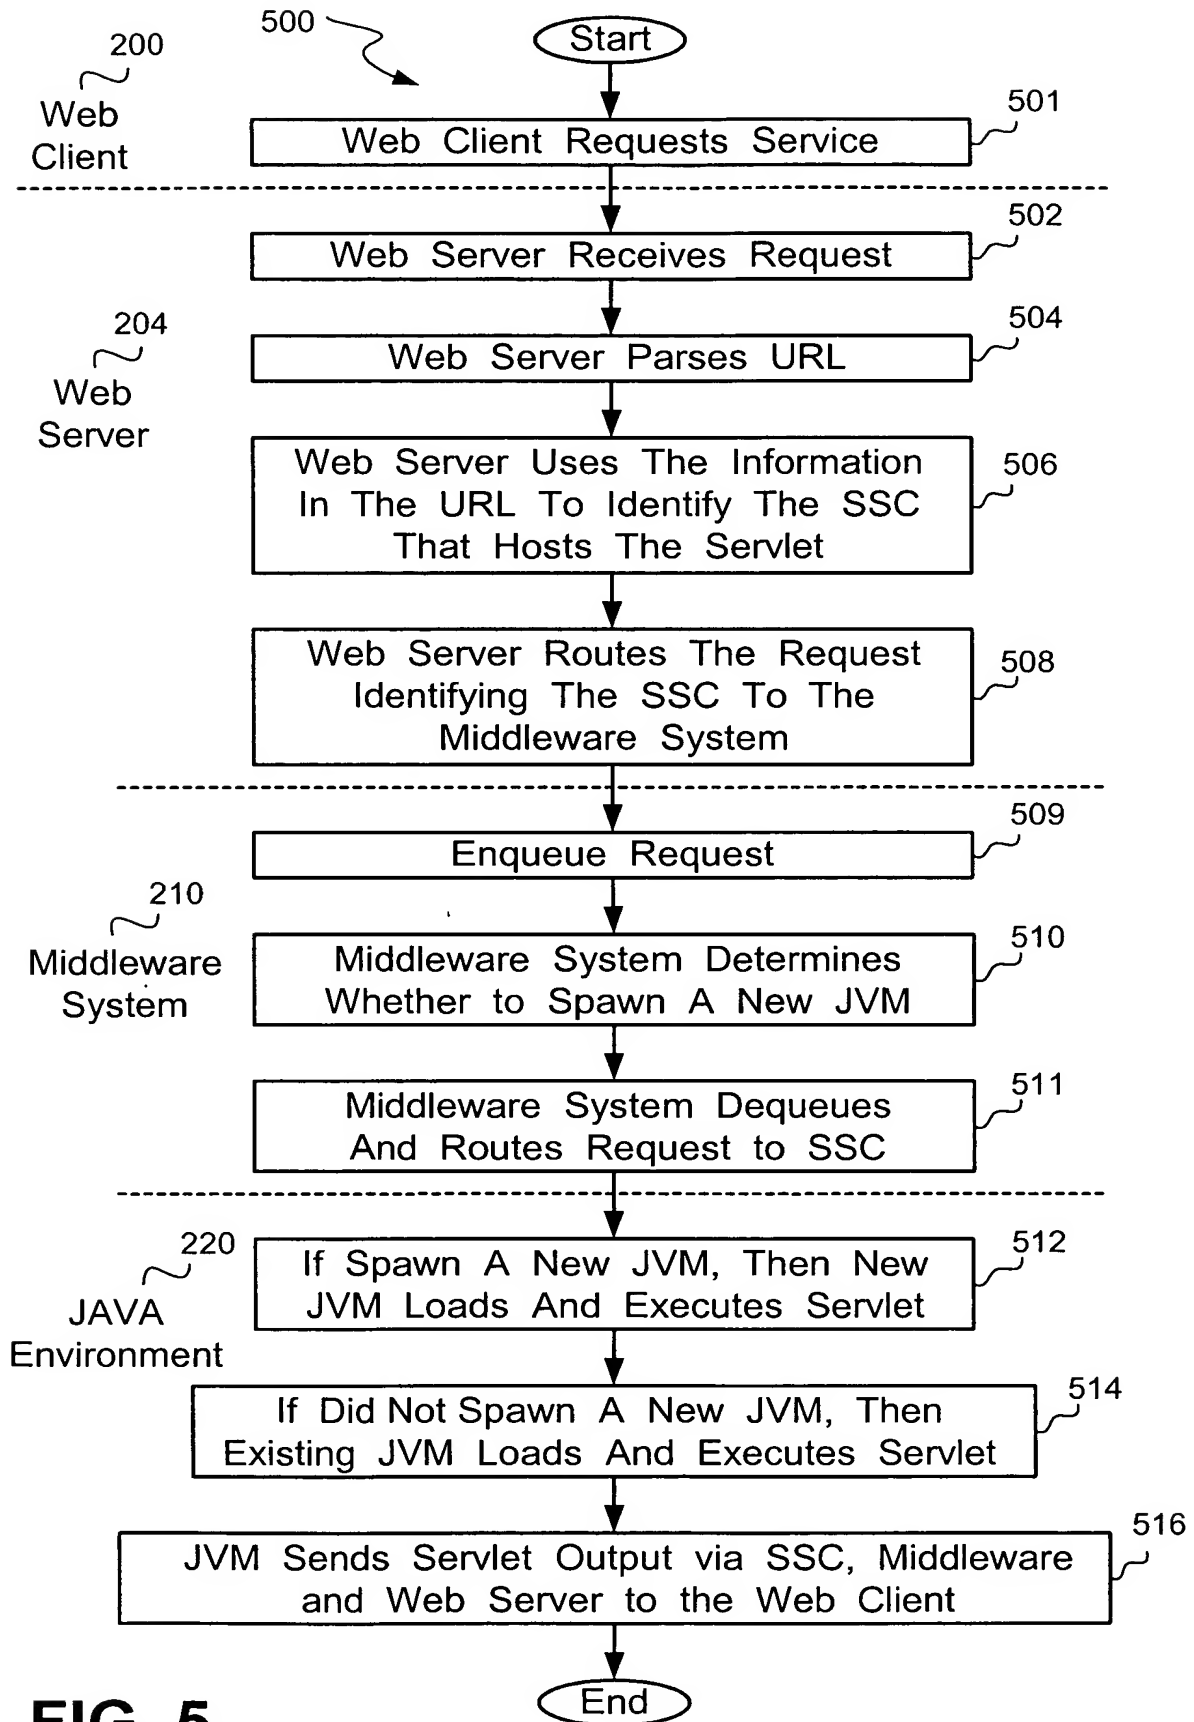 500
Start
200
Web
Client
501
Web Client Requests Service
502
Web Server Receives Request
204
Web
Server
504
Web Server Parses URL
506
Web Server Uses The Information
In The URL To Identify The SSC
That Hosts The Servlet
508
Web Server Routes The Request
Identifying The SSC To The
Middleware System
509
Enqueue Request
210
Middleware
System
510
Middleware System Determines
Whether to Spawn A New JVM
511
Middleware System Dequeues
And Routes Request to SSC
220
JAVA
Environment
512
If Spawn A New JVM, Then New
JVM Loads And Executes Servlet
514
If Did Not Spawn A New JVM, Then
Existing JVM Loads And Executes Servlet
516
JVM Sends Servlet Output via SSC, Middleware
and Web Server to the Web Client
End
FIG. 5